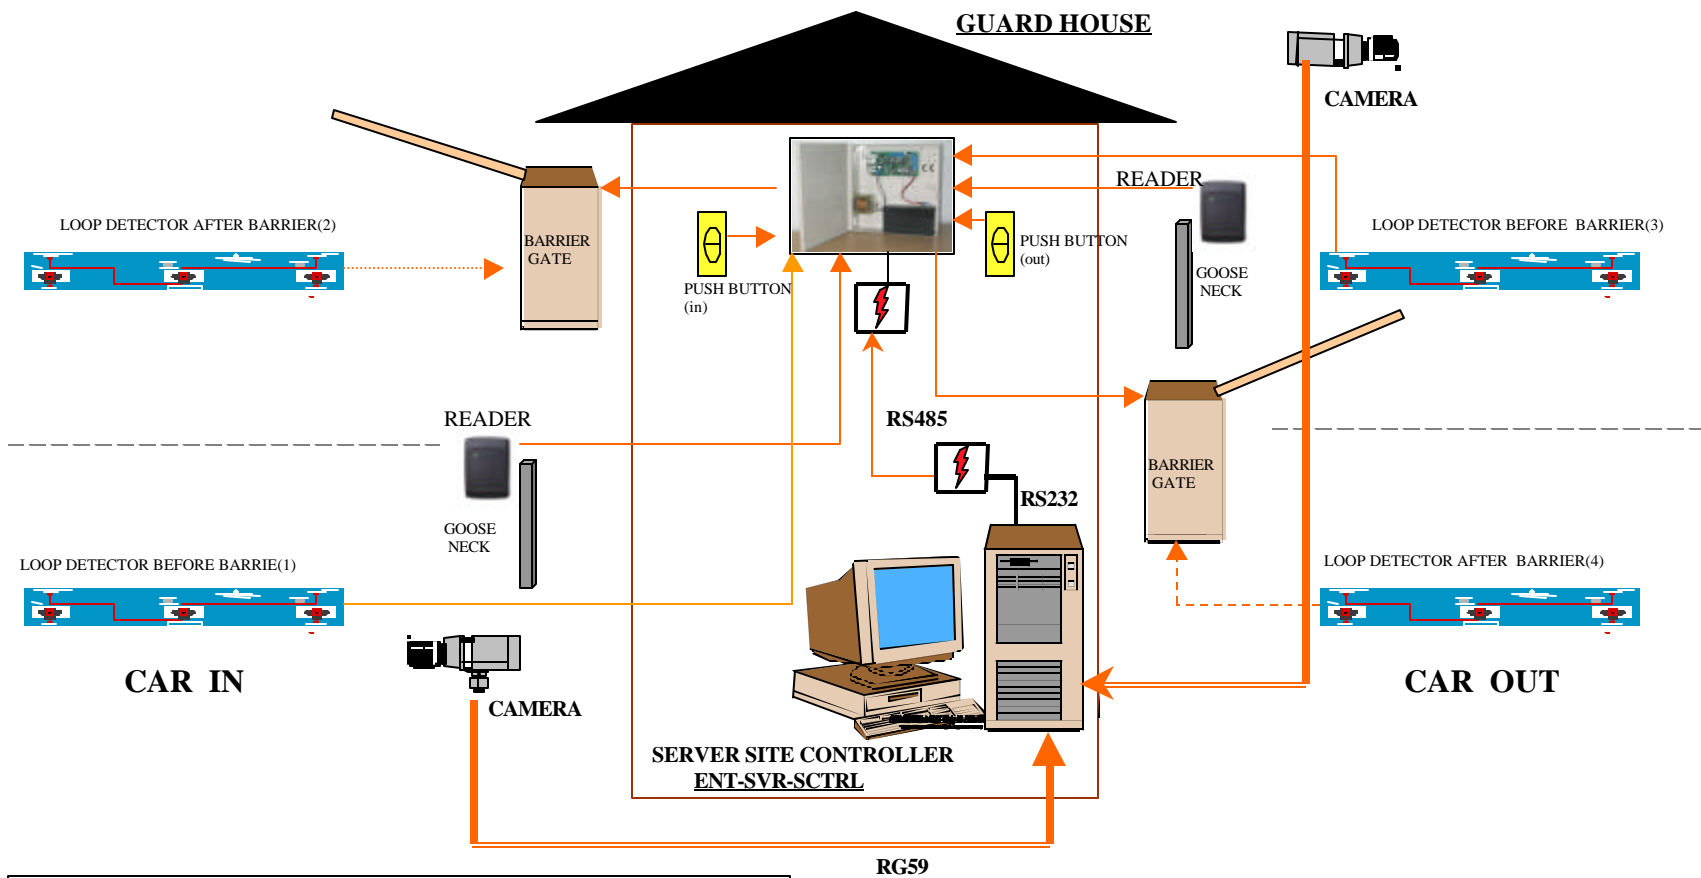 GUARD HOUSE
CAMERA
READER
LOOP DETECTOR AFTER BARRIER(2)
LOOP DETECTOR BEFORE  BARRIER(3)
BARRIER
GATE
PUSH BUTTON
(out)
GOOSE
NECK
PUSH BUTTON
(in)
READER
RS485
BARRIER
GATE
RS232
GOOSE
NECK
LOOP DETECTOR BEFORE BARRIE(1)
LOOP DETECTOR AFTER  BARRIER(4)
CAR  IN
CAR  OUT
CAMERA
SERVER SITE CONTROLLER
ENT-SVR-SCTRL
RG59